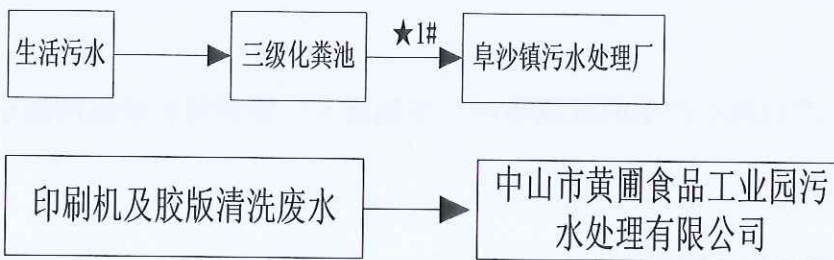 ★1#
生活污水
三级化粪池
阜沙镇污水处理厂
印刷机及胶版清洗废水
中山市黄圃食品工业园污
水处理有限公司